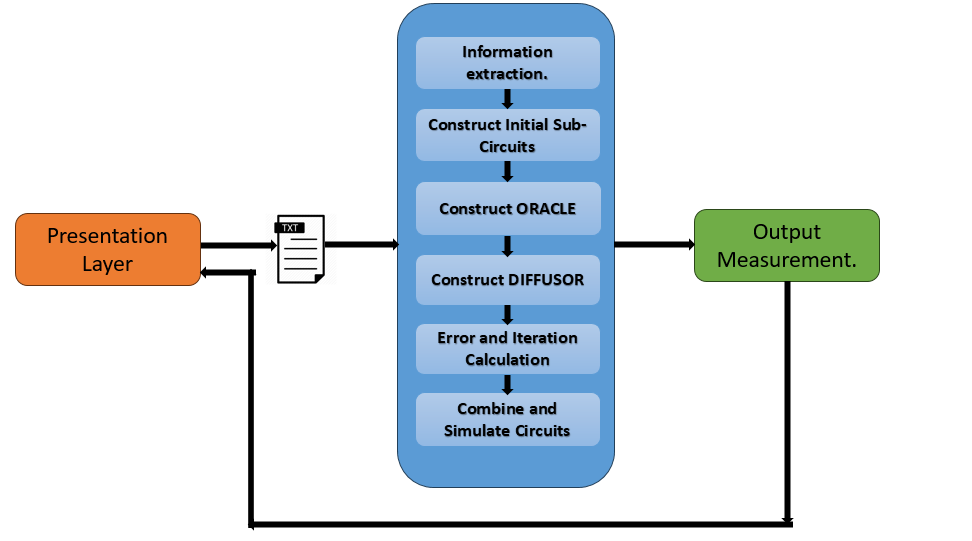 Information
extraction.
Construct Initial Sub-
Circuits
Construct ORACLE
Construct DIFFUSOR
Error and Iteration
Calculation
Combine and
Simulate Circuits
Presentation
Layer
TXT
Output
Measurement.